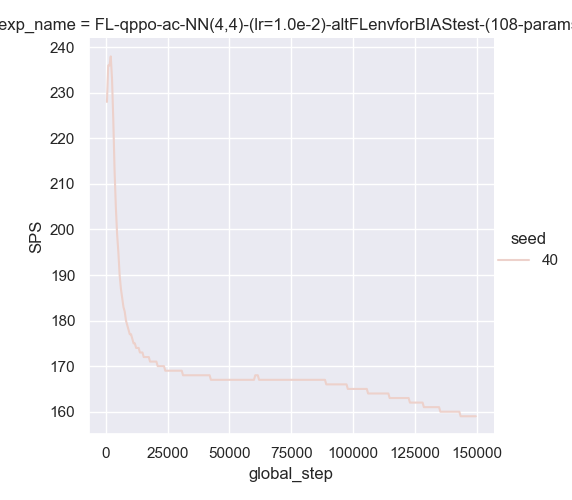 exp_name = FL-qppo-ac-NN(4,4)-(lr=1.0e-2)-altFLenvforBIAStest-(108-params
240
230
220
210
200
190
180
170
160
SPS
0 25000 50000 75000 100000 125000 150000
global_step
seed
40